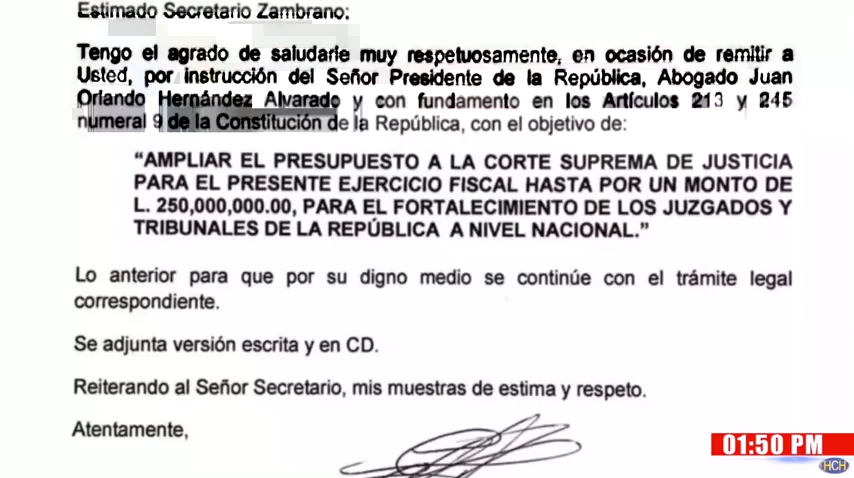 Estimado Secretario Zambrano:
Tengo el agrado de saludarle muy respetuosamente, en ocasión de remitir a
Usted, por instrucción del Señor Presidente de la República, Abogado Juan
Orlando Hernández Alvarado y con fundamento en los Artículos 213 y 245
numeral 9 de la Constitución de la República, con el objetivo de:
“AMPLIAR EL PRESUPUESTO A LA CORTE SUPREMA DE JUSTICIA
PARA EL PRESENTE EJERCICIO FISCAL HASTA POR UN MONTO DE
L. 250,000,000.00, PARA EL FORTALECIMIENTO DE LOS JUZGADOS Y
TRIBUNALES DE LA REPÚBLICA A NIVEL NACIONAL.”
Lo anterior para que por su digno medio se continúe con el trámite legal
correspondiente.
Se adjunta versión escrita y en CD.
Reiterando al Señor Secretario, mis muestras de estima y respeto.
Atentamente,
01:50 PM
HCH